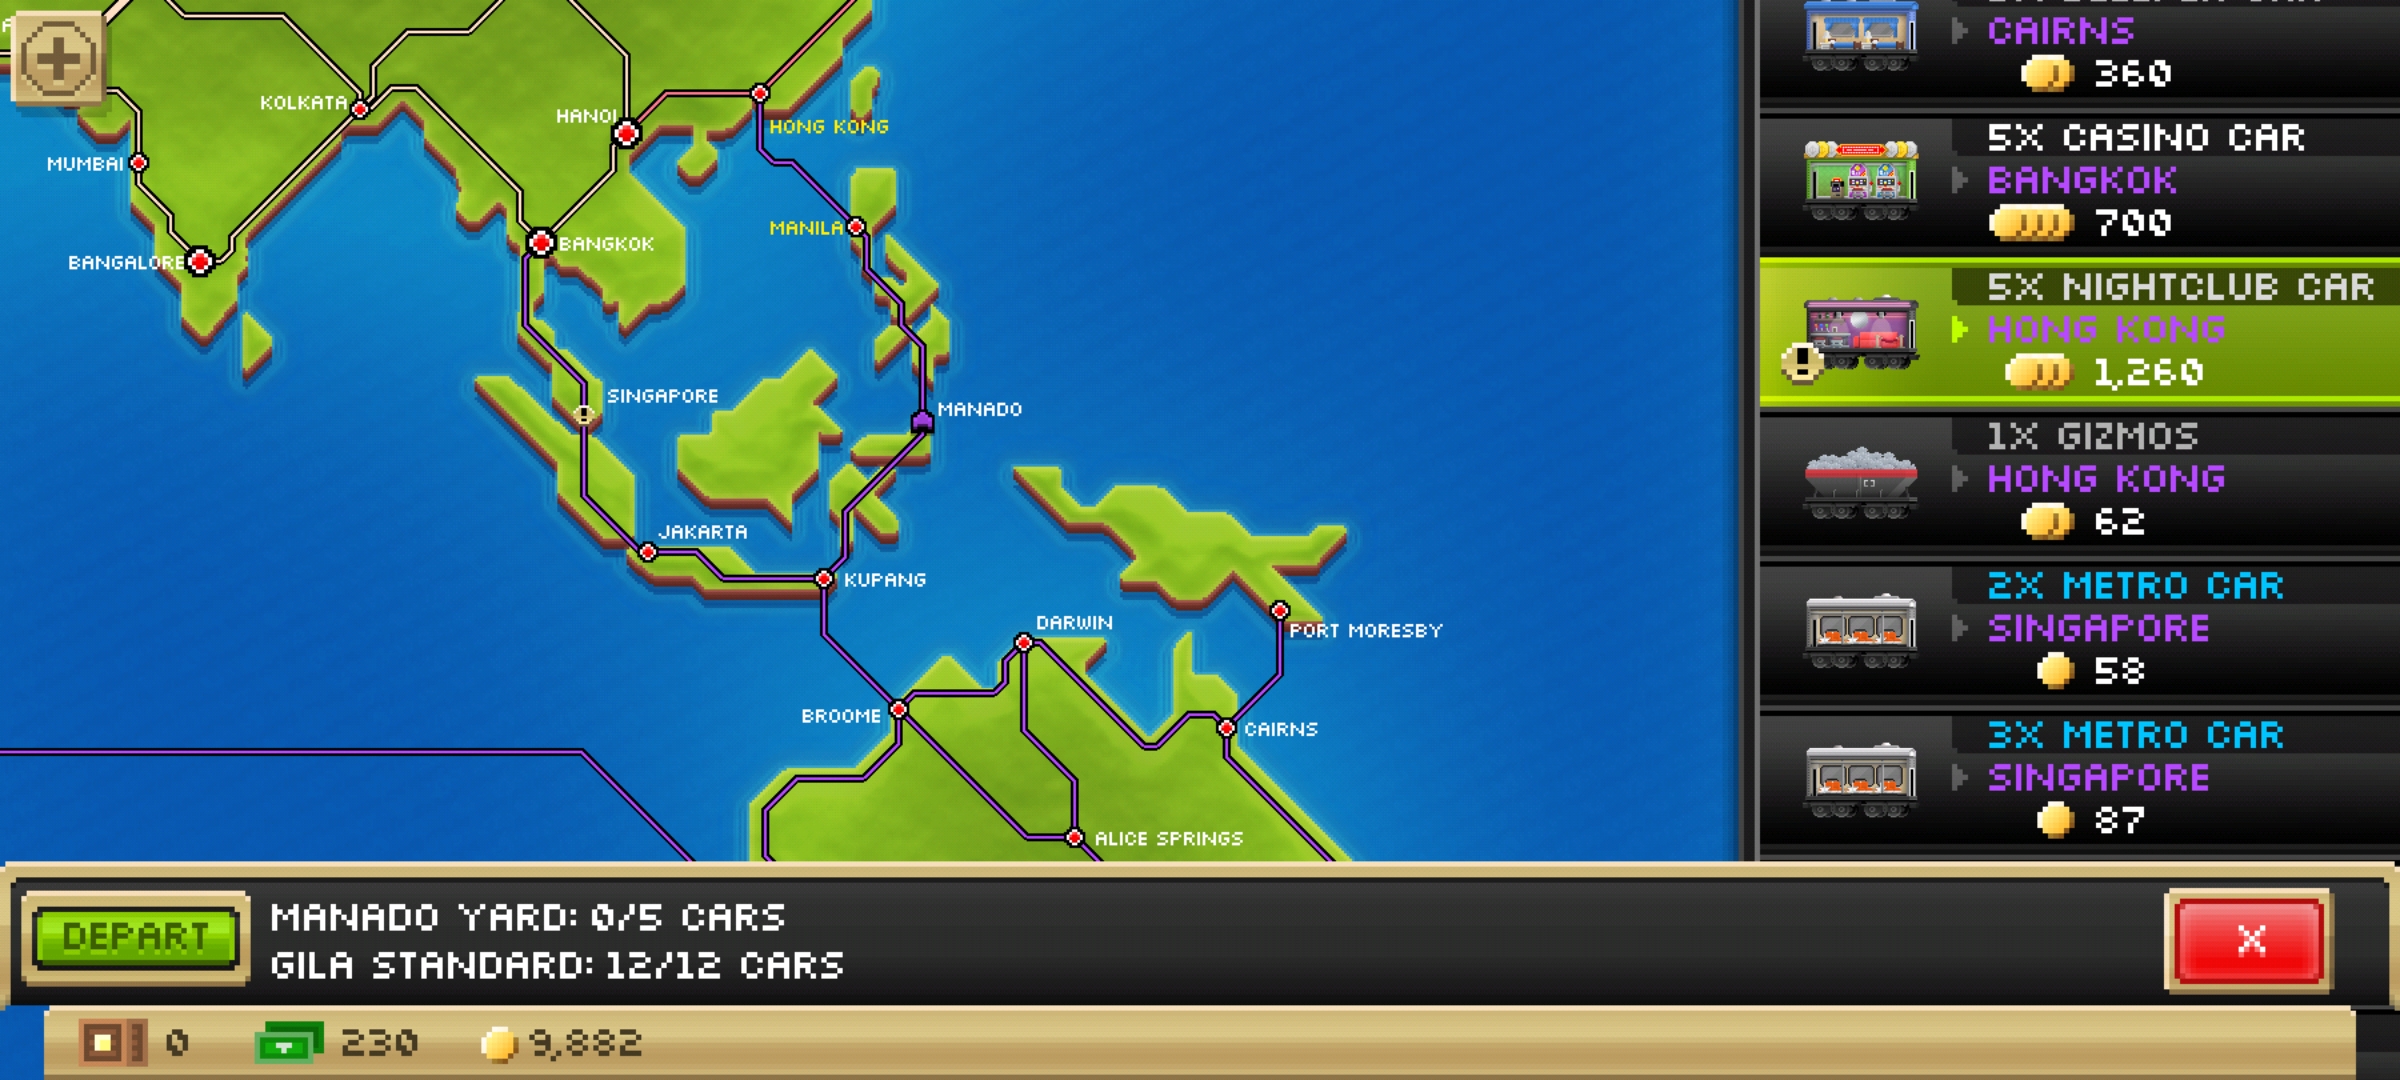 KOLKATA
HANOI
HONG KONG
MUMBAI
MANILA
BANGKOK
BANGALORE
SINGAPORE
MANADO
JAKARTA
KUPANG
DARWIN
PORT MORESBY
BROOME
CAIRNS
ALICE SPRINGS
CAIRNS
360
5X CASINO CAR
BANGKOK
700
5X NIGHTCLUB CAR
HONG KONG
1,260
1X GIZMOS
HONG KONG
62
2X METRO CAR
SINGAPORE
58
3X METRO CAR
SINGAPORE
87
DEPART
MANADO YARD: 0/5 CARS
GILA STANDARD: 12/12 CARS
X
0
230
9,882